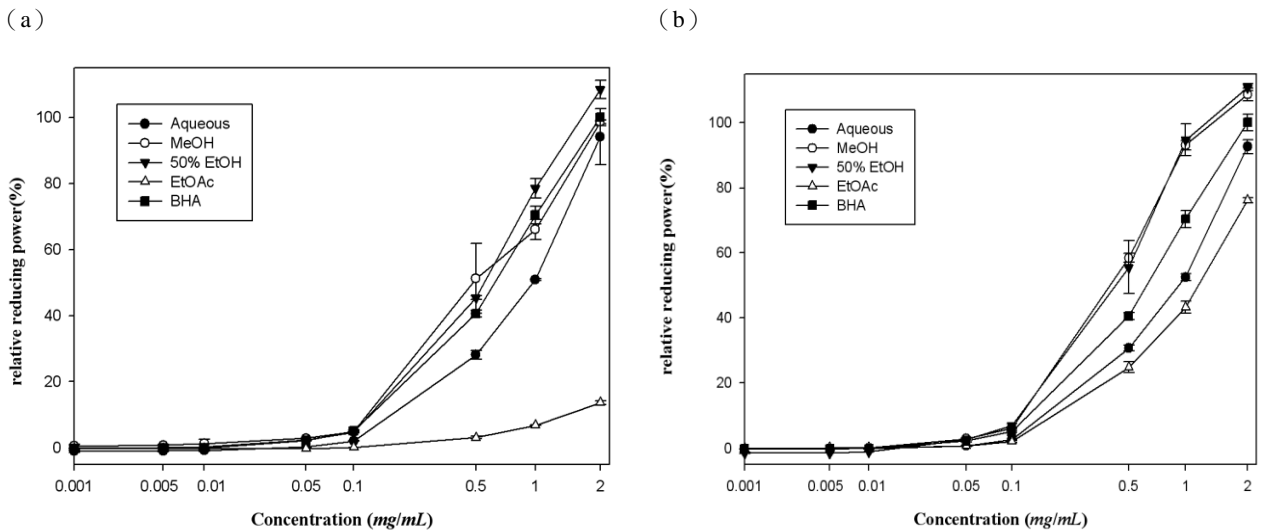 （a）
（b）
relative reducing power(%)
100
80
60
40
20
0
Aqueous
MeOH
50% EtOH
EtOAc
BHA
0.001
0.005
0.01
0.05
0.1
0.5
1
2
Concentration (mg/mL)
relative reducing power(%)
100
80
60
40
20
0
Aqueous
MeOH
50% EtOH
EtOAc
BHA
0.001
0.005
0.01
0.05
0.1
0.5
1
2
Concentration (mg/mL)